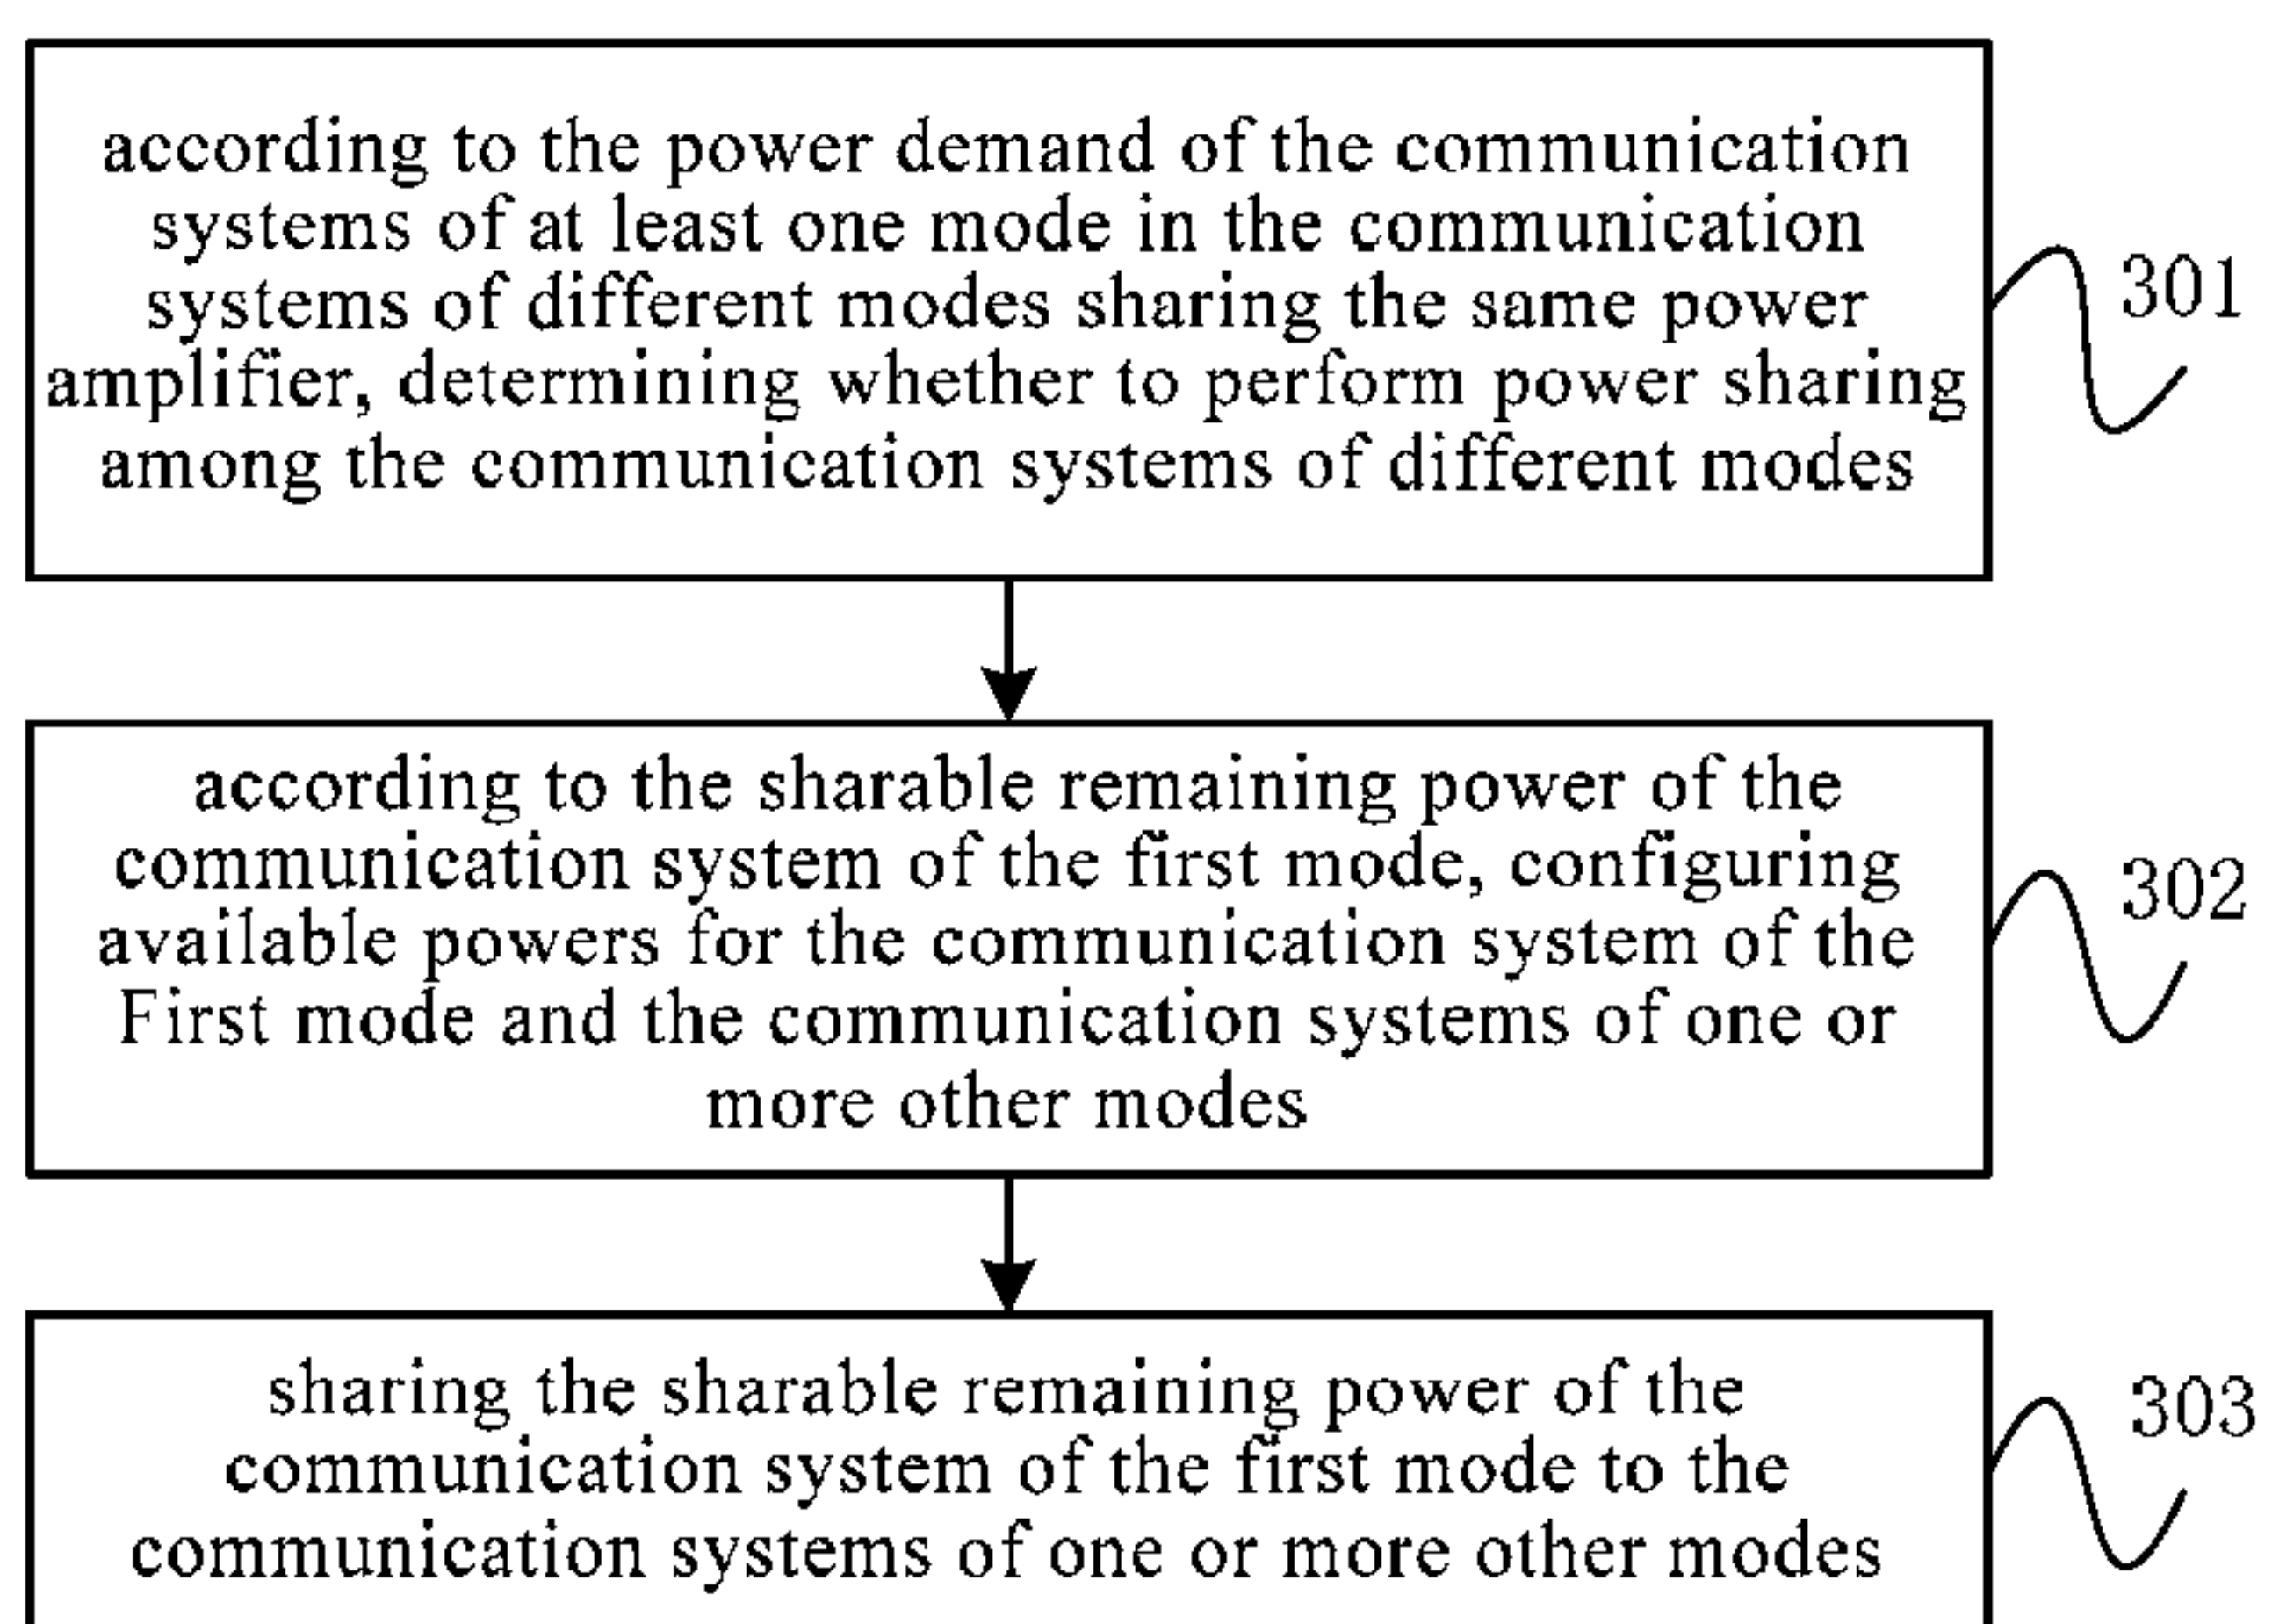 according to the power demand of the communication
systems of at least one mode in the communication
systems of different modes sharing the same power
amplifier, determining whether to perform power sharing
among the communication systems of different modes
301
according to the sharable remaining power of the
communication system of the first mode, configuring
available powers for the communication system of the
First mode and the communication systems of one or
more other modes
302
sharing the sharable remaining power of the
communication system of the first mode to the
communication systems of one or more other modes
303